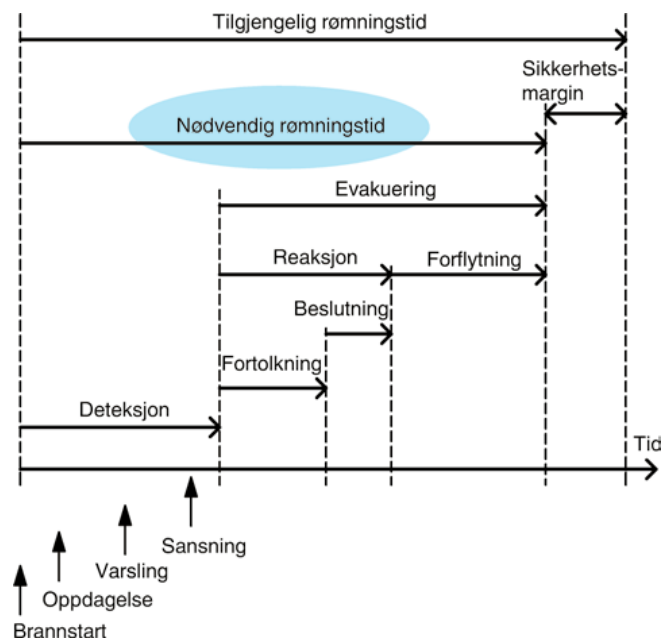 Tilgjengelig rømningstid
Sikkerhets-
margin
Nødvendig rømningstid
Evakuering
Reaksjon
Forflytning
Beslutning
Fortolkning
Deteksjon
Tid
Sansning
Varsling
Oppdagelse
Brannstart